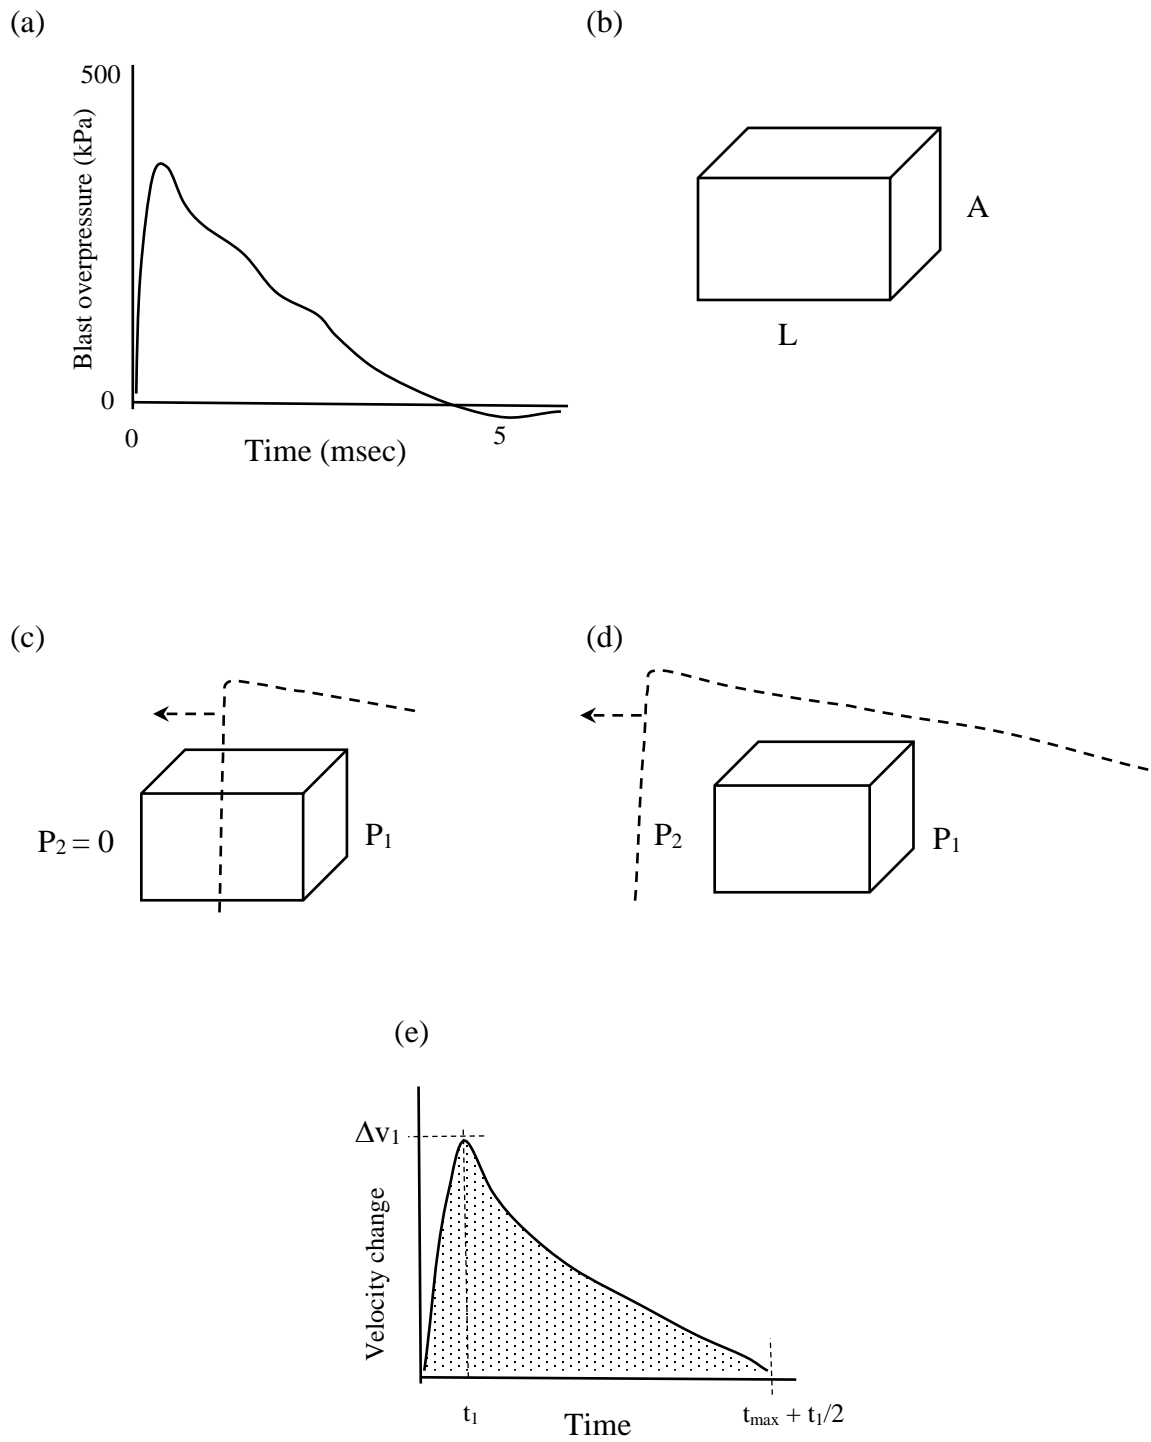 (a)
(b)
500
Blast overpressure (kPa)
0
0
5
Time (msec)
A
L
(c)
(d)
P₂ = 0
P₁
P₂
P₁
(e)
Δv₁
Velocity change
t₁
Time
tₘₐₓ + t₁/2